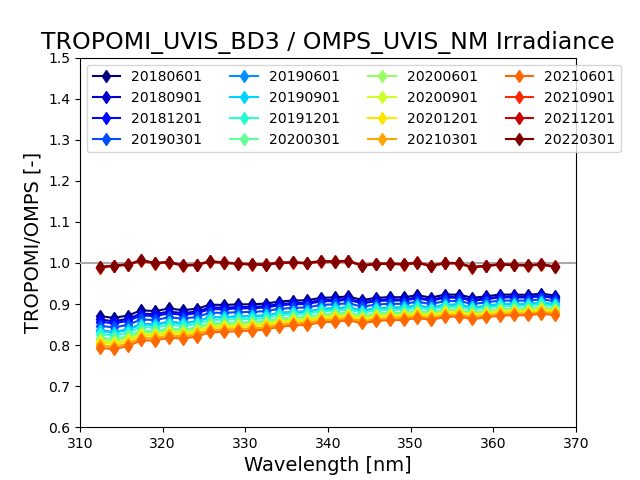 TROPOMI_UVIS_BD3 / OMPS_UVIS_NM Irradiance
1.5
1.4
1.3
1.2
1.1
1.0
0.9
0.8
0.7
0.6
TROPOMI/OMPS [-]
20180601 20190601 20200601 20210601
20180901 20190901 20200901 20210901
20181201 20191201 20201201 20211201
20190301 20200301 20210301 20220301
310 320 330 340 350 360 370
Wavelength [nm]